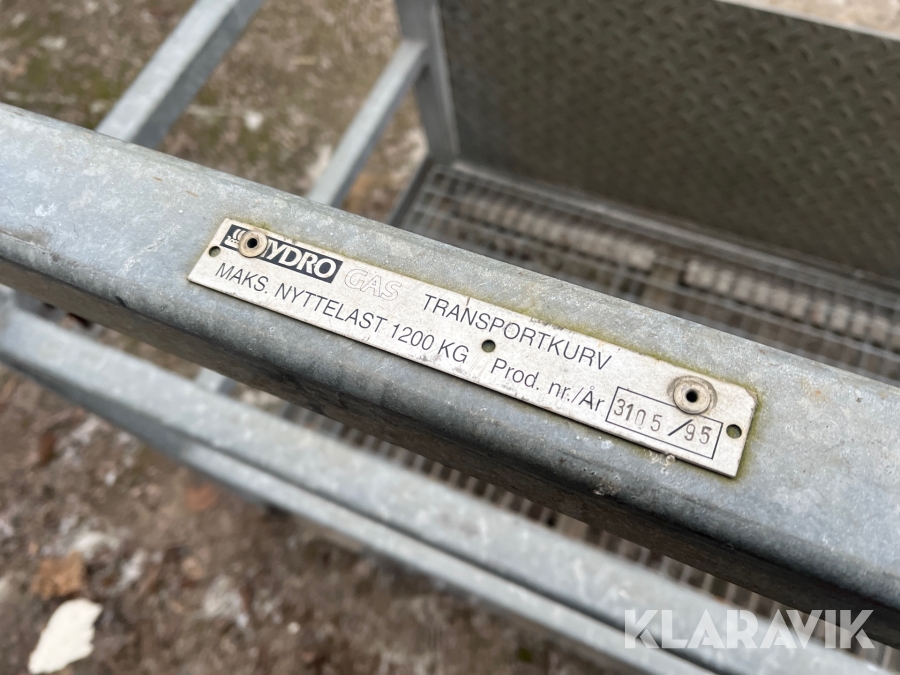 HYDRO GAS TRANSPORTKURV
MAKS. NYTTELAST 1200 KG Prod. nr./År 3105/95
KLARAVIK